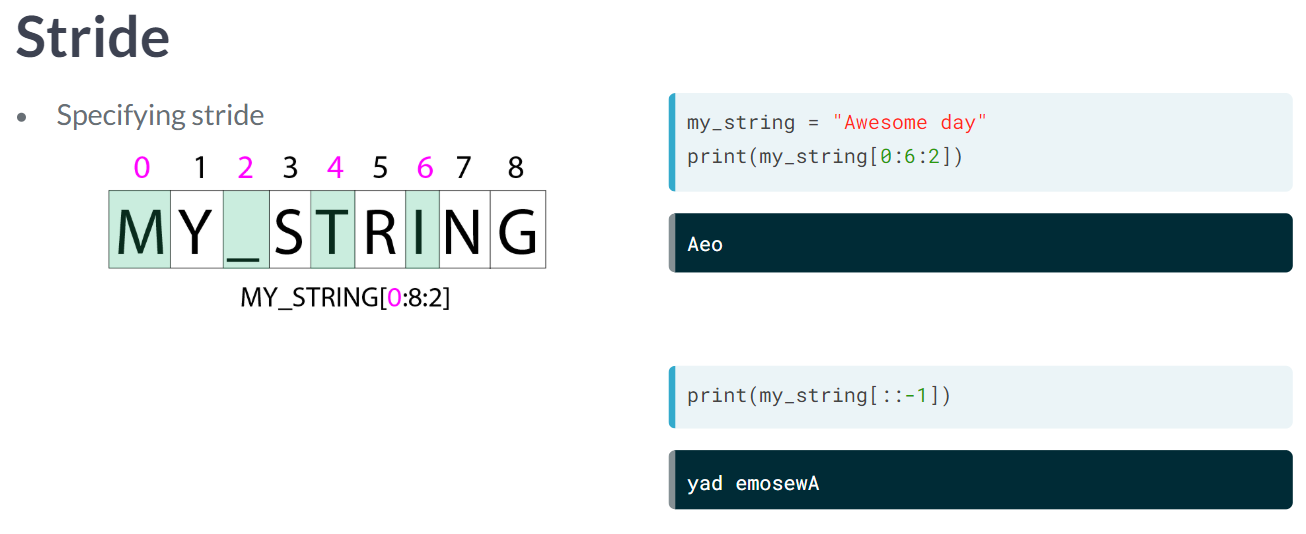 Stride
• Specifying stride
0 1 2 3 4 5 6 7 8
MY_STRING
MY_STRING[0:8:2]
my_string = "Awesome day"
print(my_string[0:6:2])
Aeo
print(my_string[::-1])
yad emosewA